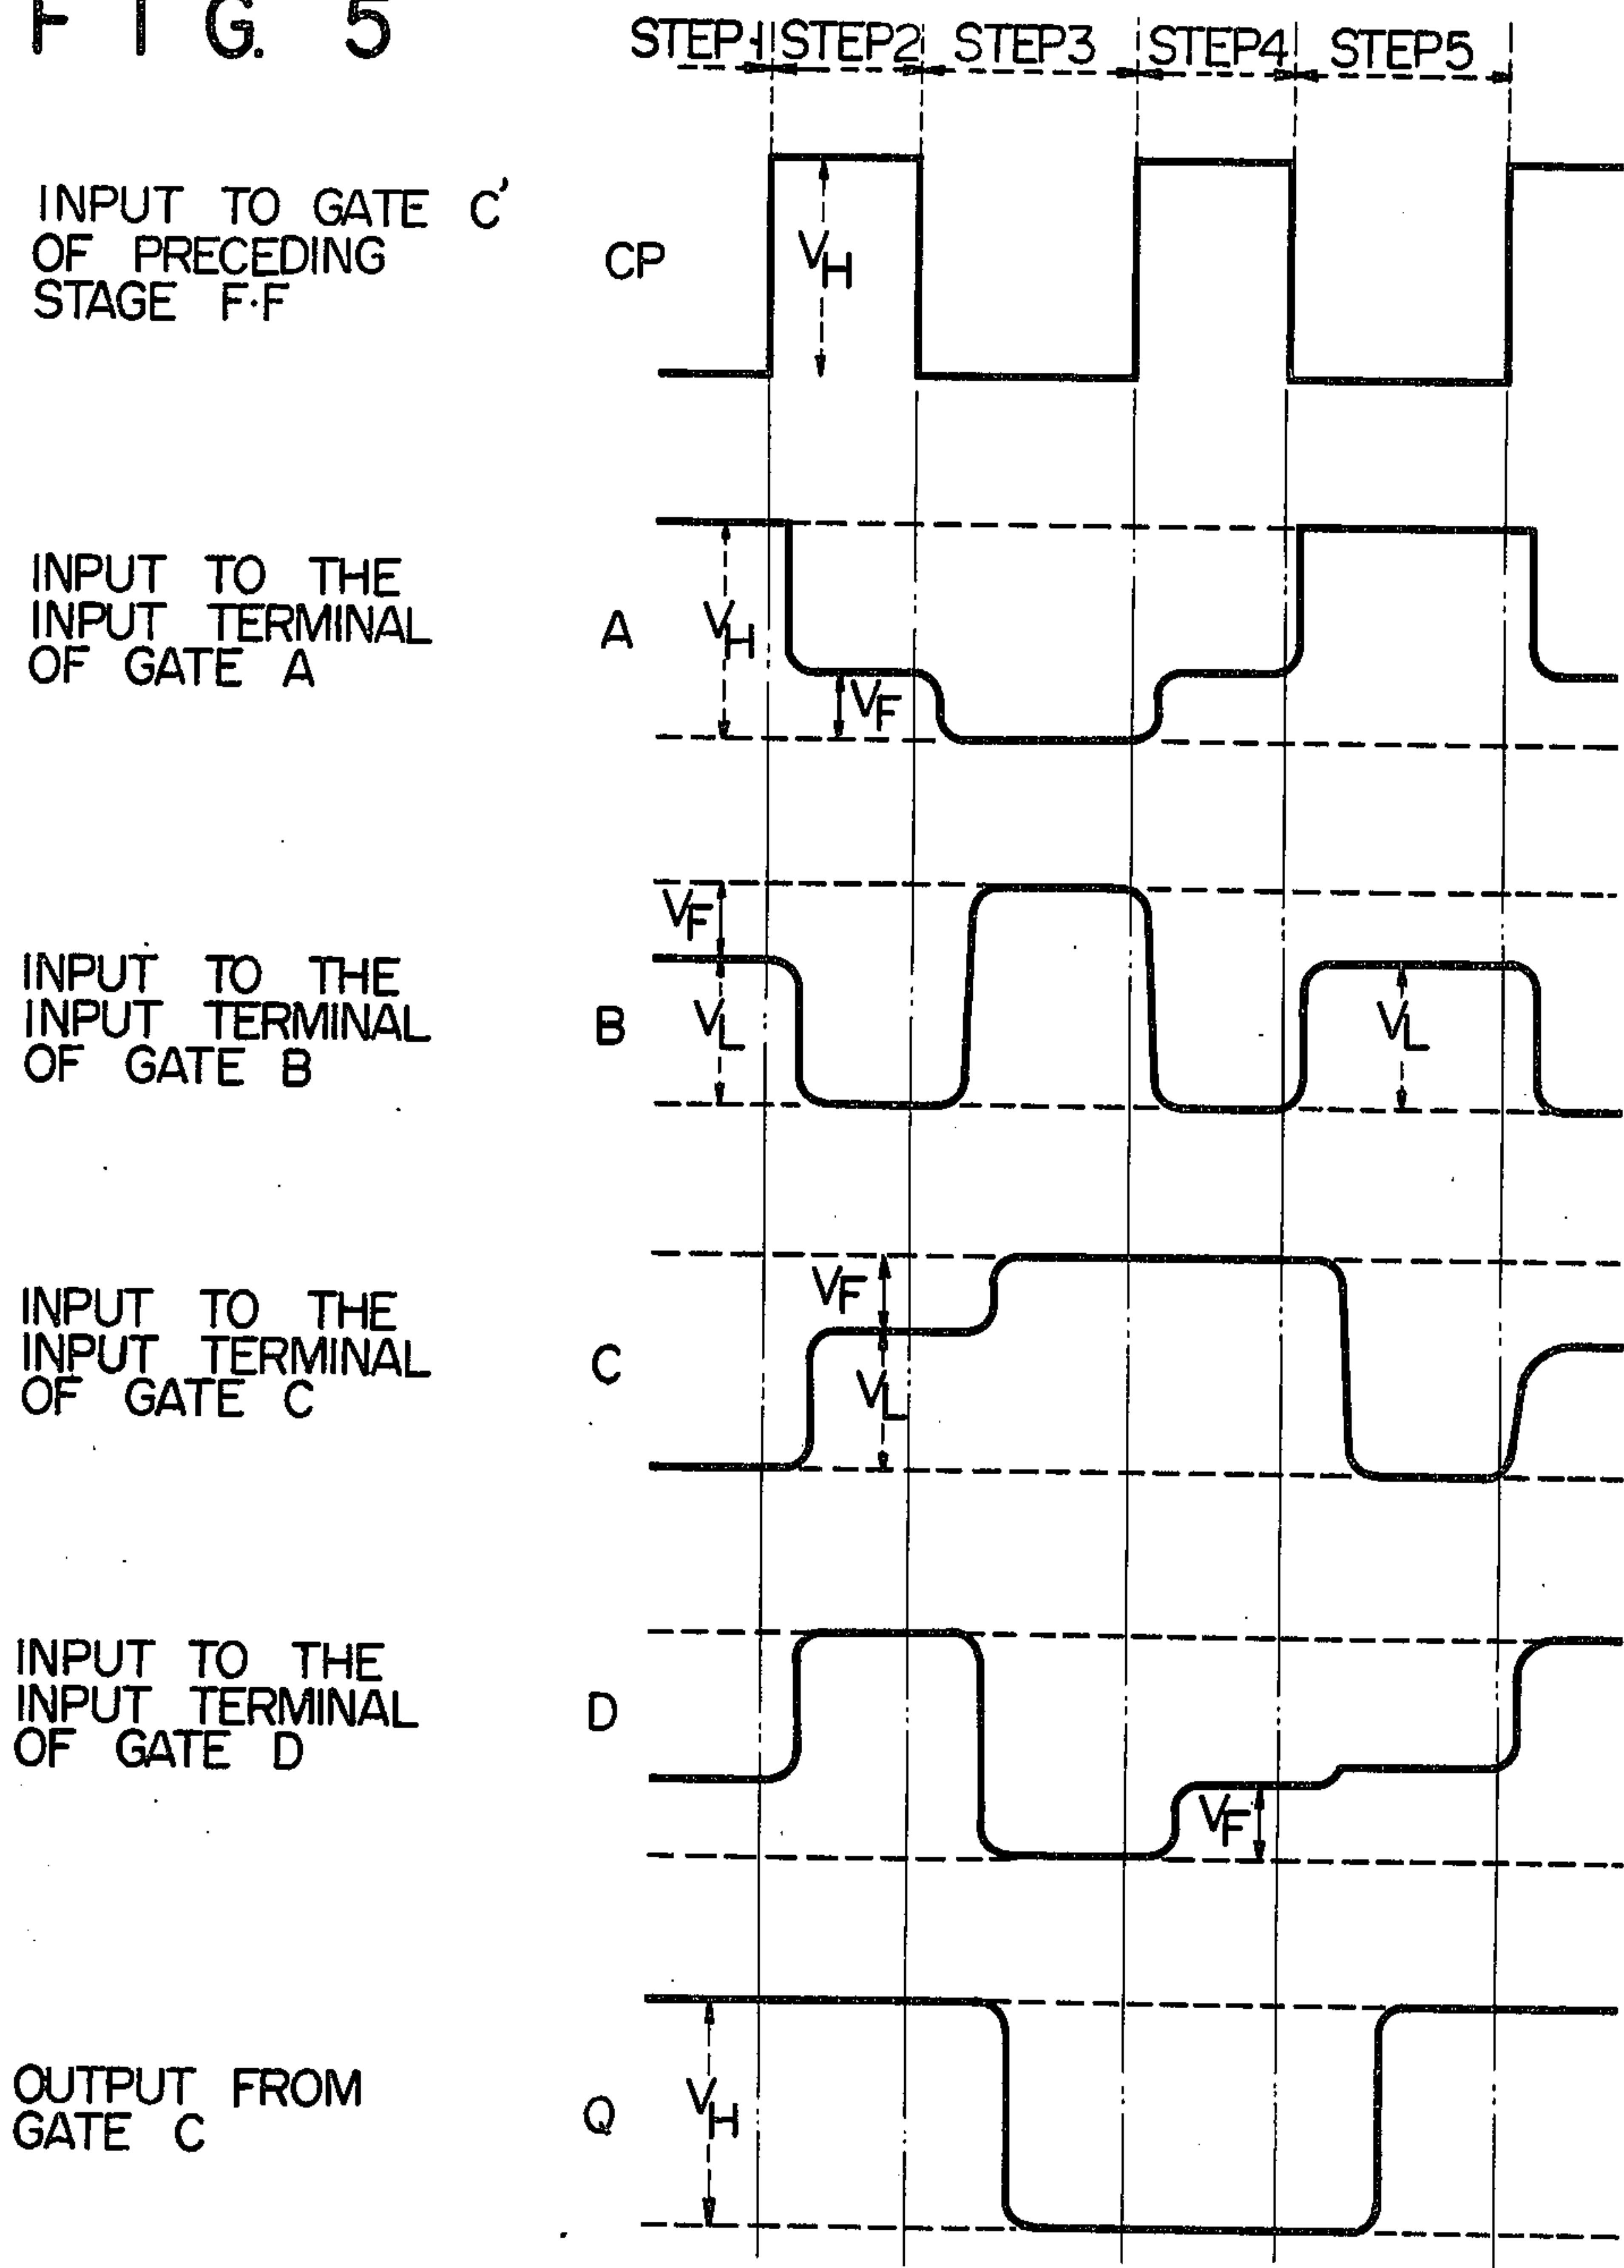 FIG. 5
STEP1 STEP2 STEP3 STEP4 STEP5
INPUT TO GATE C'
OF PRECEDING
STAGE F·F
CP
VH
INPUT TO THE
INPUT TERMINAL
OF GATE A
A
VH
VF
INPUT TO THE
INPUT TERMINAL
OF GATE B
B
VF
VL
VL
INPUT TO THE
INPUT TERMINAL
OF GATE C
C
VF
VL
INPUT TO THE
INPUT TERMINAL
OF GATE D
D
VF
OUTPUT FROM
GATE C
Q
VH